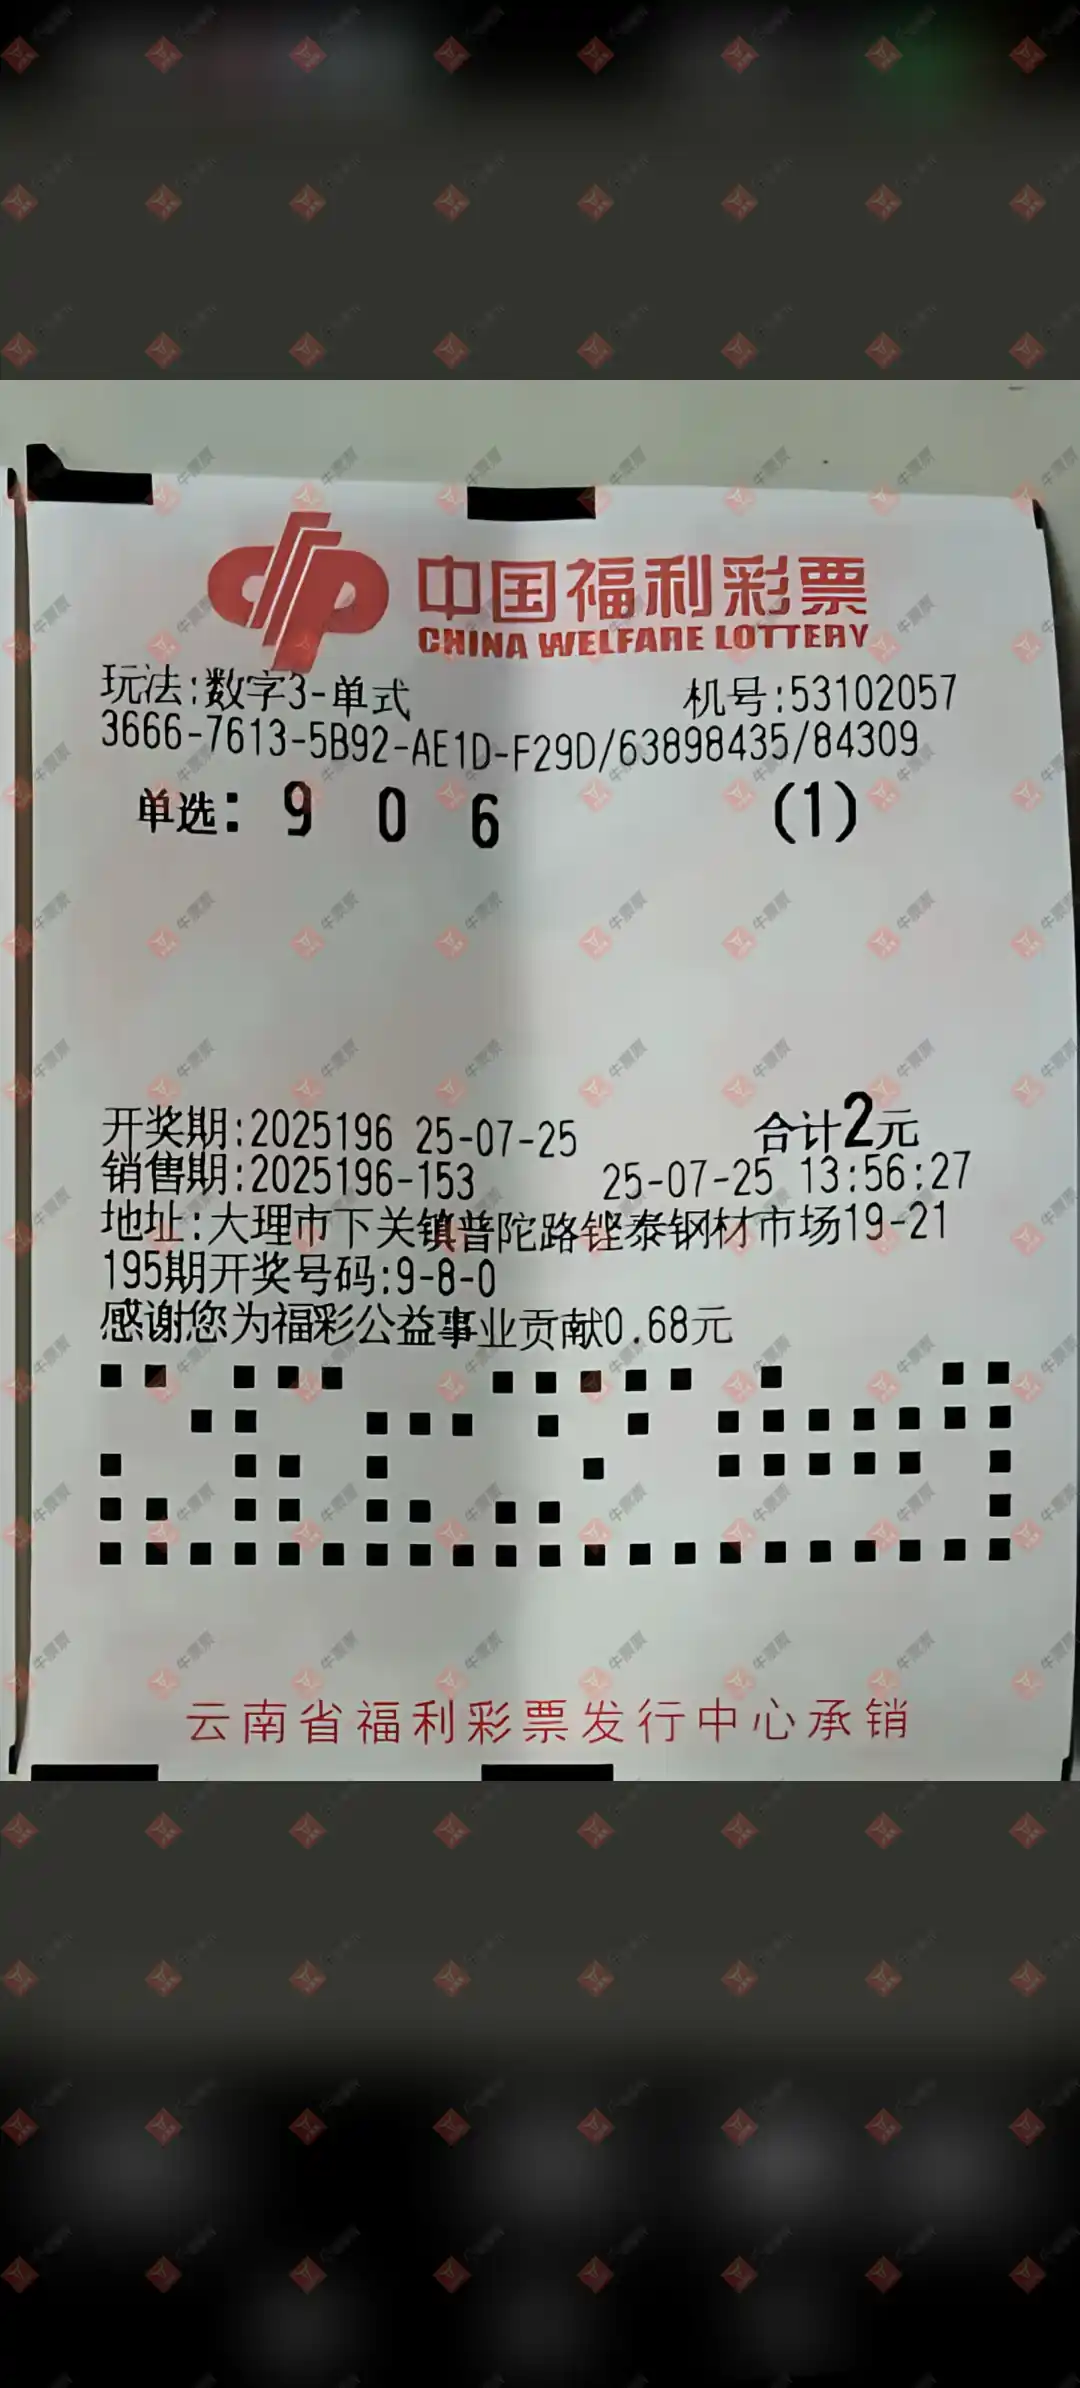 中国福利彩票
CHINA WELFARE LOTTERY
玩法:数字3-单式 机号:53102057
3666-7613-5B92-AE1D-F29D/63898435/84309
单选: 9 0 6 (1)
开奖期:2025196 25-07-25 合计2元
销售期:2025196-153 25-07-25 13:56:27
地址:大理市下关镇普陀路铿泰钢材市场19-21
195期开奖号码:9-8-0
感谢您为福彩公益事业贡献0.68元
云南省福利彩票发行中心承销
牛票票